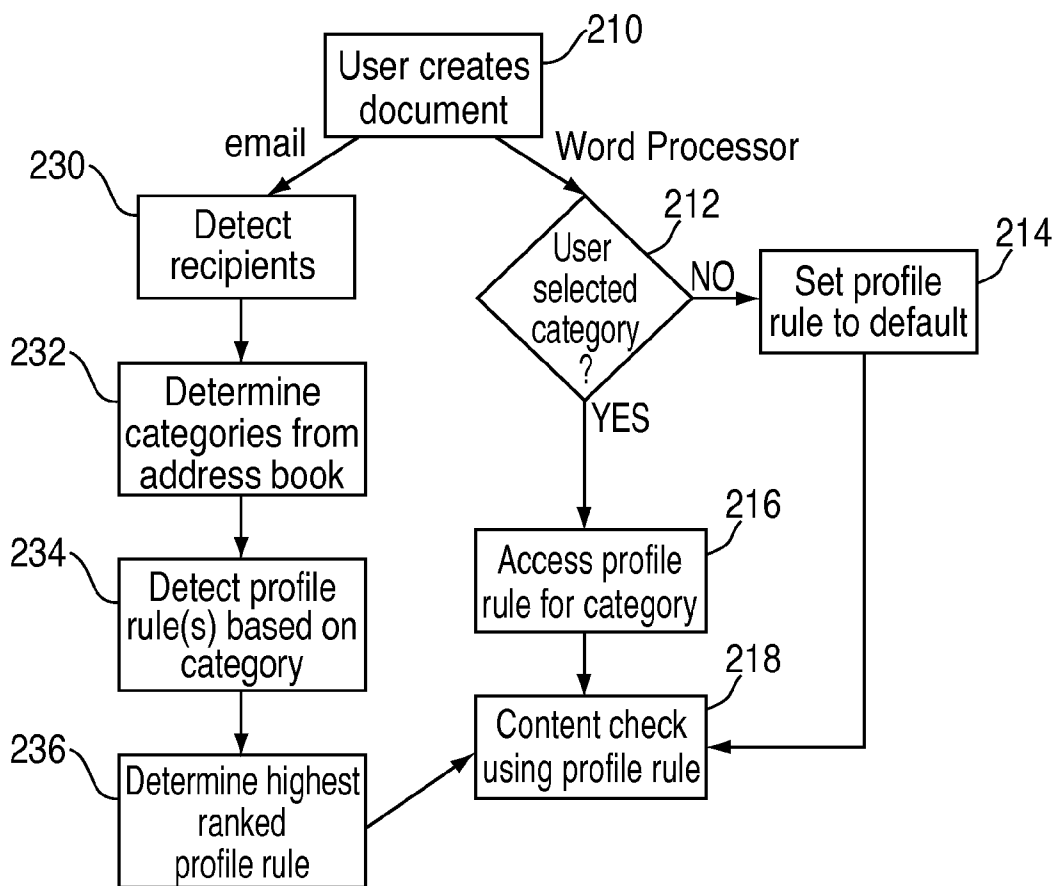 210
User creates
document
email
Word Processor
230
Detect
recipients
212
User
selected
category
?
NO
214
Set profile
rule to default
YES
232
Determine
categories from
address book
216
Access profile
rule for category
234
Detect profile
rule(s) based on
category
218
Content check
using profile rule
236
Determine highest
ranked
profile rule